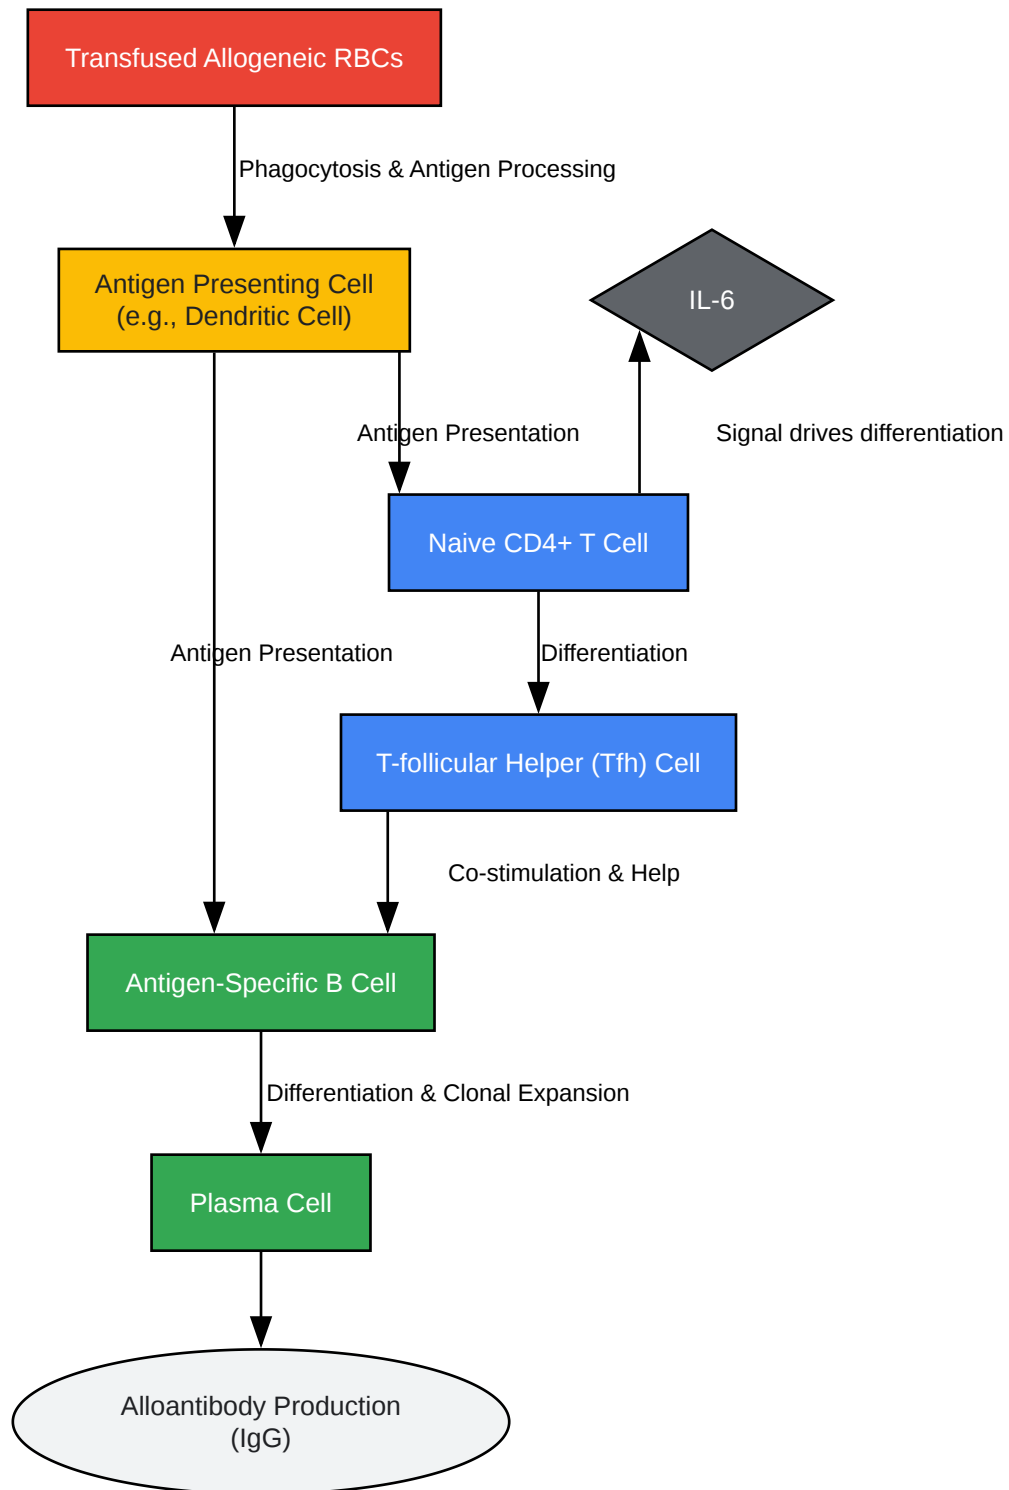 Transfused Allogeneic RBCs
Phagocytosis & Antigen Processing
Antigen Presenting Cell
(e.g., Dendritic Cell)
IL-6
Antigen Presentation
Signal drives differentiation
Naive CD4+ T Cell
Antigen Presentation
Differentiation
T-follicular Helper (Tfh) Cell
Co-stimulation & Help
Antigen-Specific B Cell
Differentiation & Clonal Expansion
Plasma Cell
Alloantibody Production
(IgG)